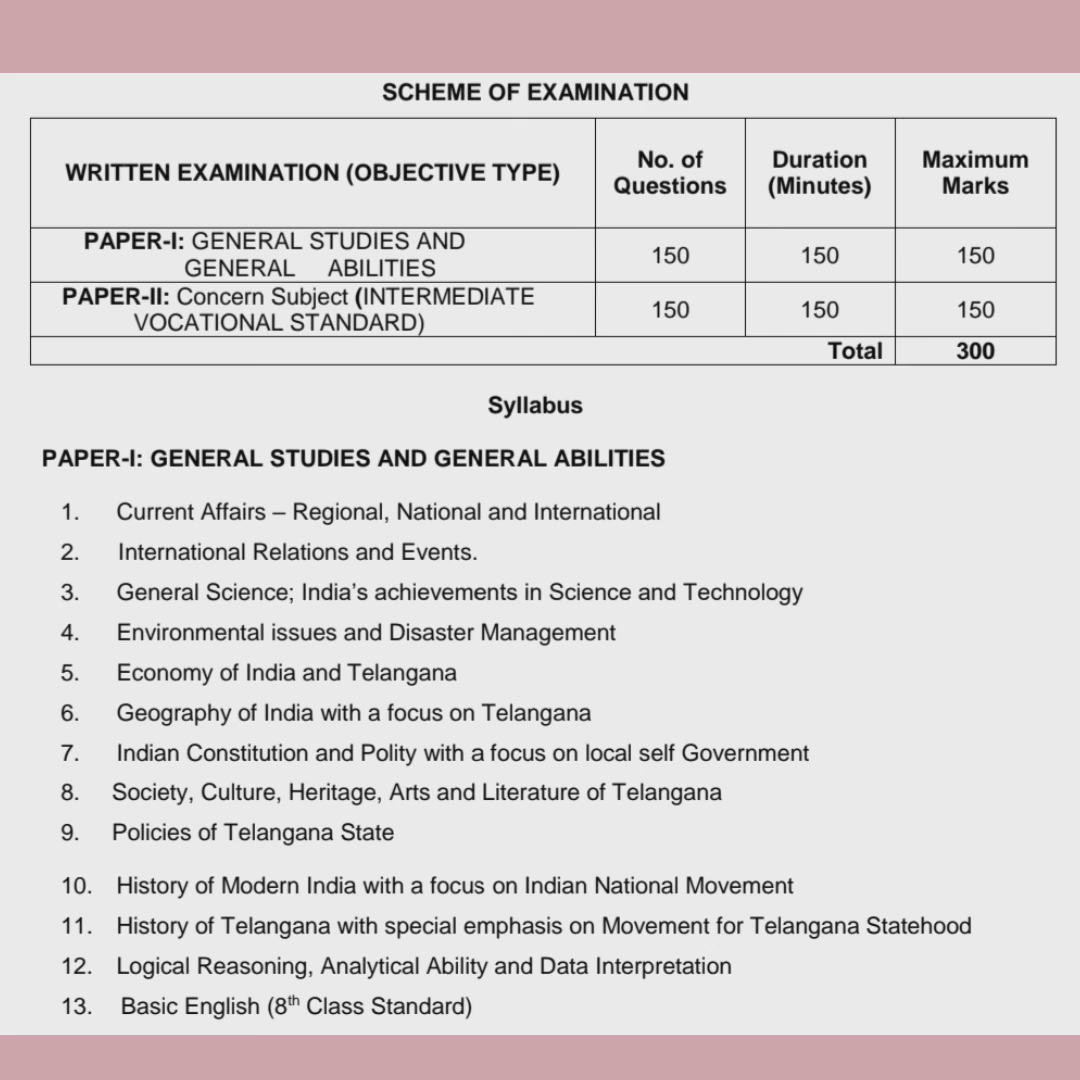 SCHEME OF EXAMINATION
WRITTEN EXAMINATION (OBJECTIVE TYPE)
No. of
Questions
Duration
(Minutes)
Maximum
Marks
PAPER-I: GENERAL STUDIES AND
GENERAL ABILITIES
150
150
150
PAPER-II: Concern Subject (INTERMEDIATE
VOCATIONAL STANDARD)
150
150
150
Total
300
Syllabus
PAPER-I: GENERAL STUDIES AND GENERAL ABILITIES
1. Current Affairs – Regional, National and International
2. International Relations and Events.
3. General Science; India’s achievements in Science and Technology
4. Environmental issues and Disaster Management
5. Economy of India and Telangana
6. Geography of India with a focus on Telangana
7. Indian Constitution and Polity with a focus on local self Government
8. Society, Culture, Heritage, Arts and Literature of Telangana
9. Policies of Telangana State
10. History of Modern India with a focus on Indian National Movement
11. History of Telangana with special emphasis on Movement for Telangana Statehood
12. Logical Reasoning, Analytical Ability and Data Interpretation
13. Basic English (8th Class Standard)